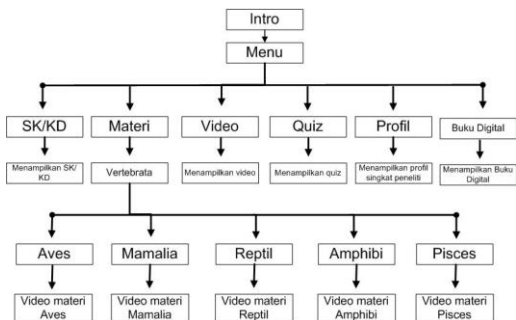 Intro
Menu
SK/KD
Materi
Video
Quiz
Profil
Buku Digital
Menampilkan SK/
KD
Vertebrata
Menampilkan video
Menampilkan quiz
Menampilkan profil
singkat peneliti
Menampilkan Buku
Digital
Aves
Mamalia
Reptil
Amphibi
Pisces
Video materi
Aves
Video materi
Mamalia
Video materi
Reptil
Video materi
Amphibi
Video materi
Pisces